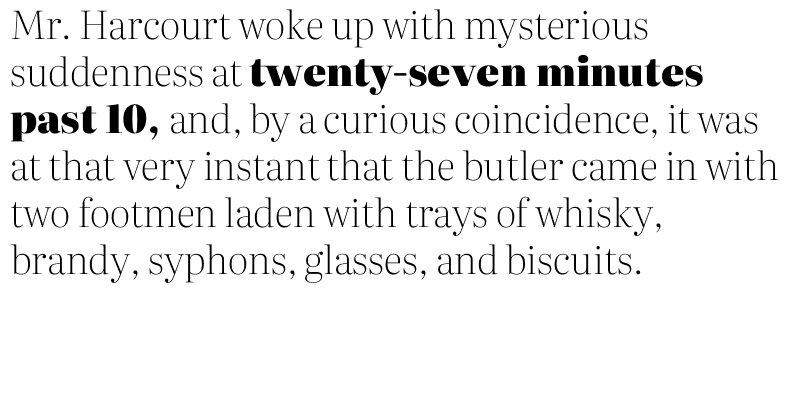 Mr. Harcourt woke up with mysterious
suddenness at twenty-seven minutes
past 10, and, by a curious coincidence, it was
at that very instant that the butler came in with
two footmen laden with trays of whisky,
brandy, syphons, glasses, and biscuits.